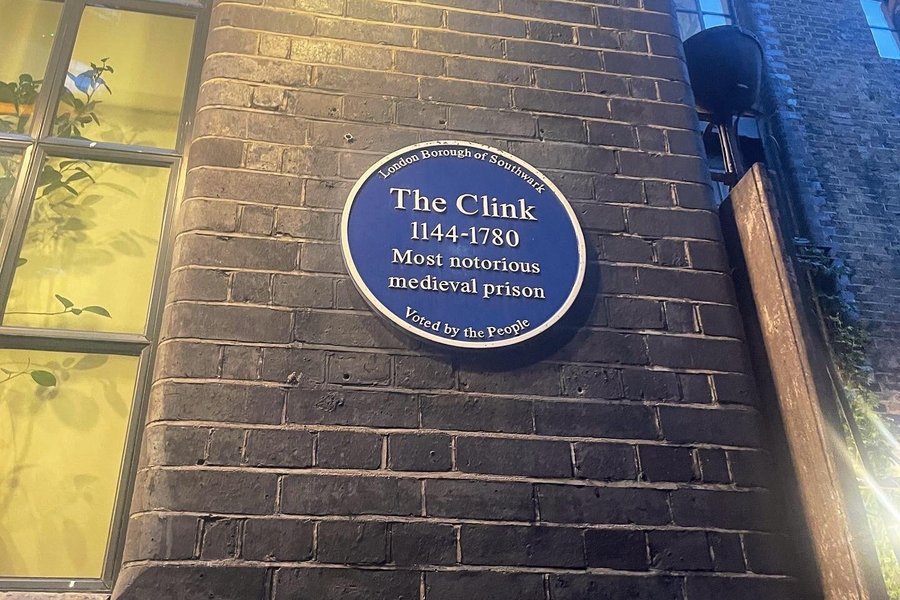 London Borough of Southwark
The Clink
1144-1780
Most notorious
medieval prison
Voted by the People